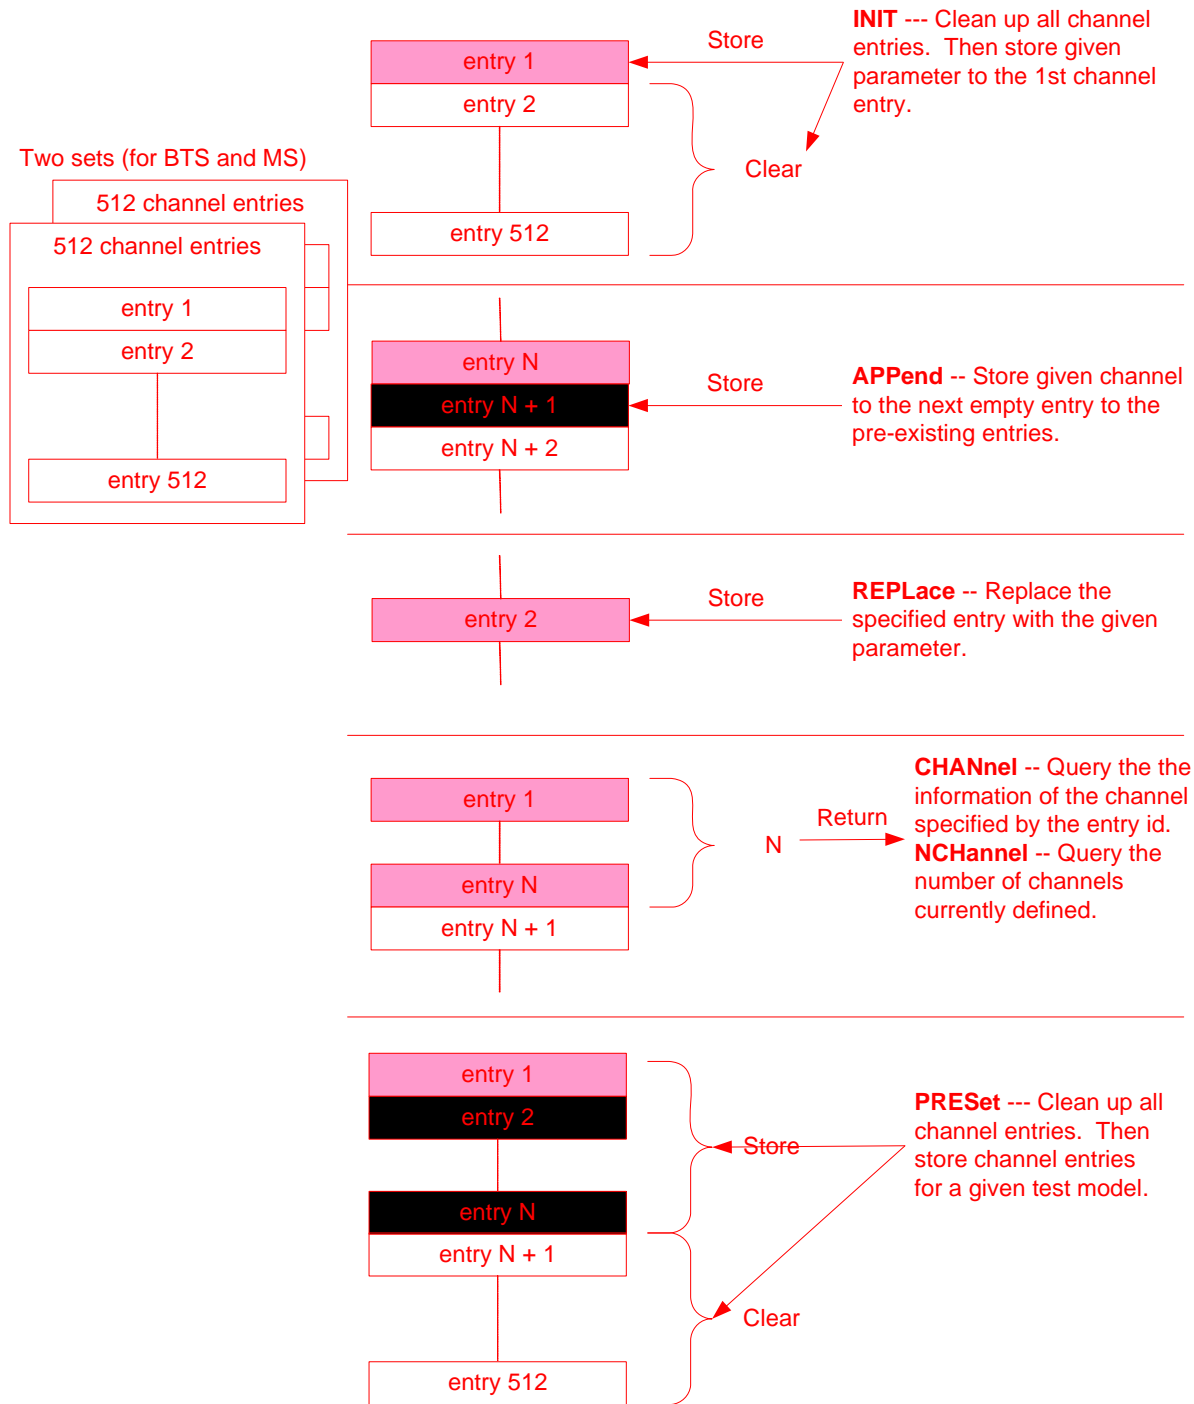 Two sets (for BTS and MS)
512 channel entries
512 channel entries
entry 1
entry 2
entry 512
entry 1
entry 2
entry 512
Store
Clear
INIT --- Clean up all channel
entries. Then store given
parameter to the 1st channel
entry.
entry N
entry N + 1
entry N + 2
Store
APPend -- Store given channel
to the next empty entry to the
pre-existing entries.
entry 2
Store
REPLace -- Replace the
specified entry with the given
parameter.
entry 1
entry N
entry N + 1
N
Return
CHANnel -- Query the the
information of the channel
specified by the entry id.
NCHannel -- Query the
number of channels
currently defined.
entry 1
entry 2
entry N
entry N + 1
entry 512
Store
Clear
PRESet --- Clean up all
channel entries. Then
store channel entries
for a given test model.